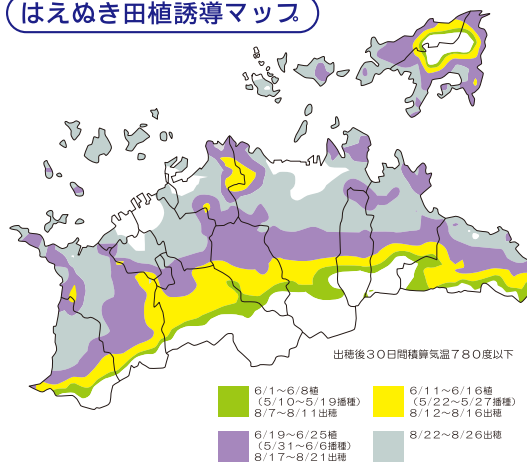 はえぬき田植誘導マップ
出穂後30日間積算気温780度以下
6/1～6/8植
（5/10～5/19播種）
8/7～8/11出穂
6/11～6/16植
（5/22～5/27播種）
8/12～8/16出穂
6/19～6/25植
（5/31～6/6播種）
8/17～8/21出穂
8/22～8/26出穂